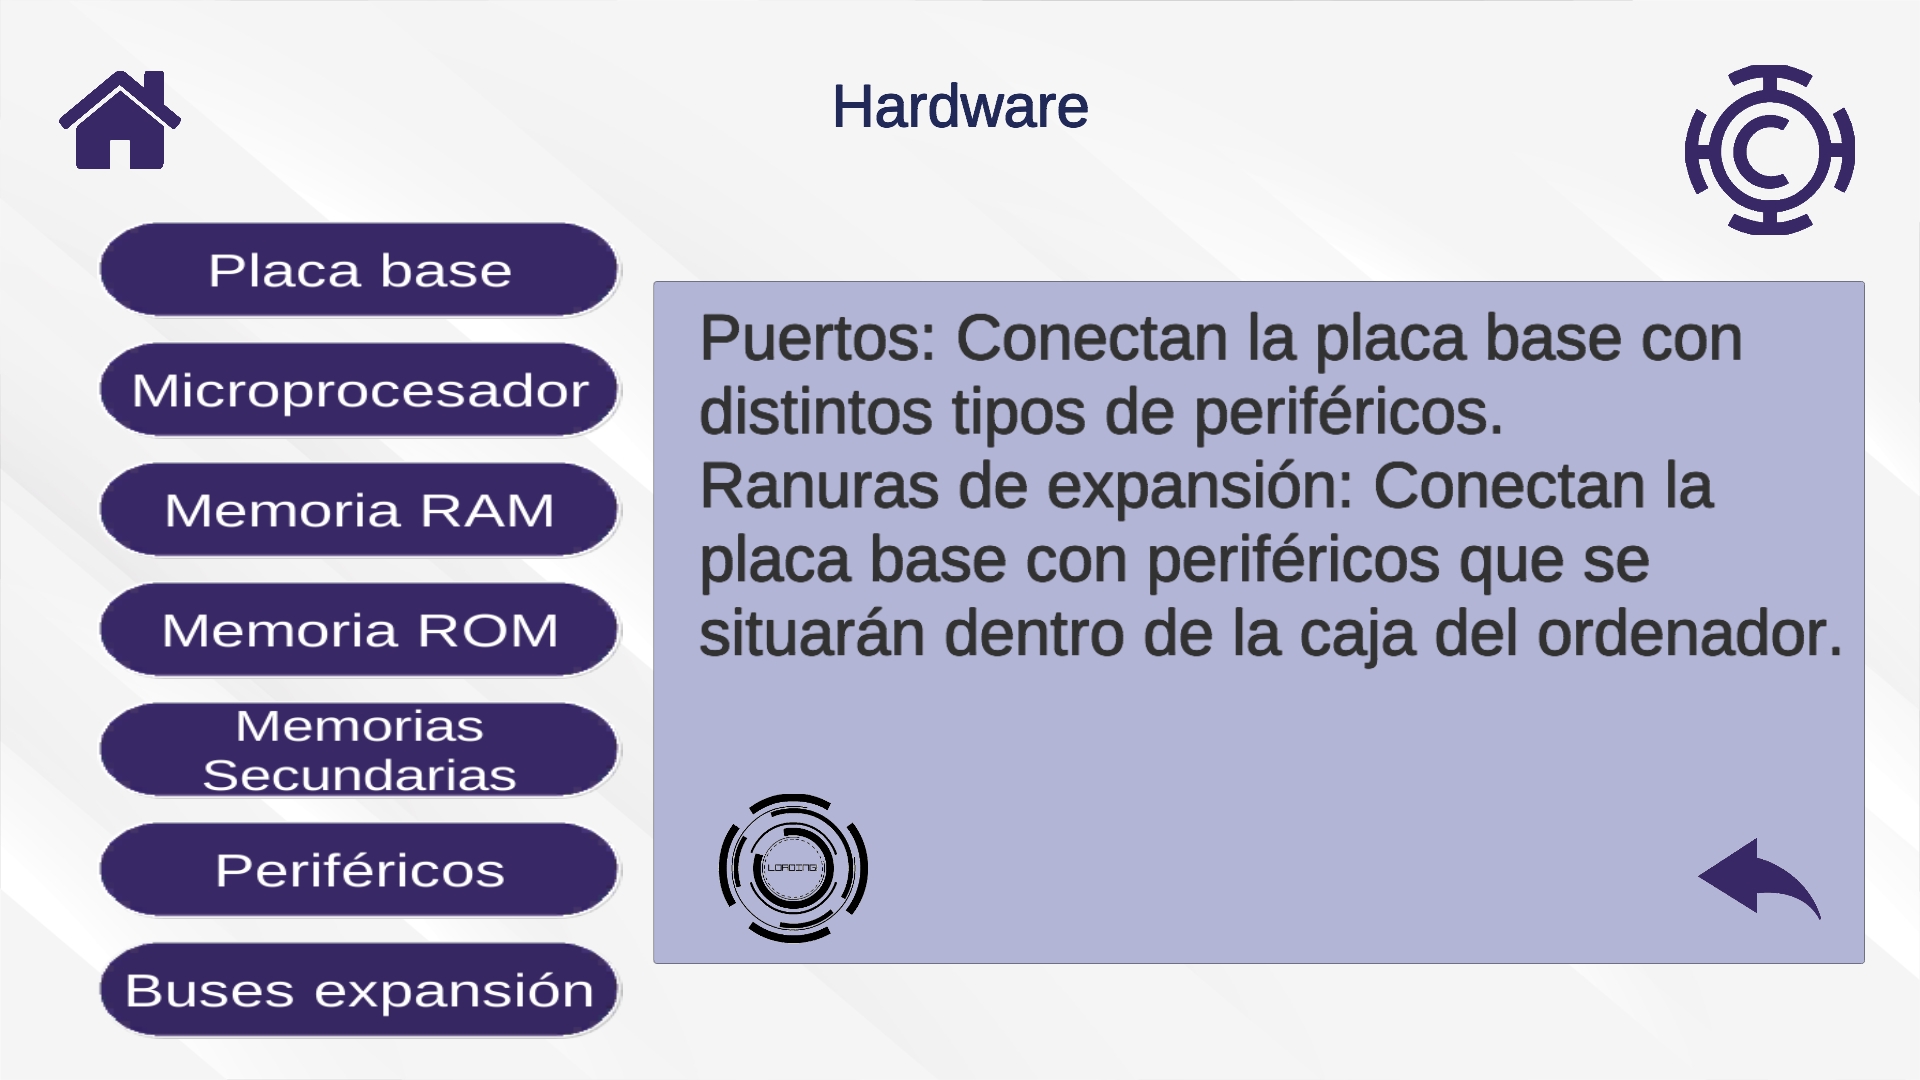 Hardware
Placa base
Microprocesador
Memoria RAM
Memoria ROM
Memorias
Secundarias
Periféricos
Buses expansión
Puertos: Conectan la placa base con
distintos tipos de periféricos.
Ranuras de expansión: Conectan la
placa base con periféricos que se
situarán dentro de la caja del ordenador.
LOADING
C